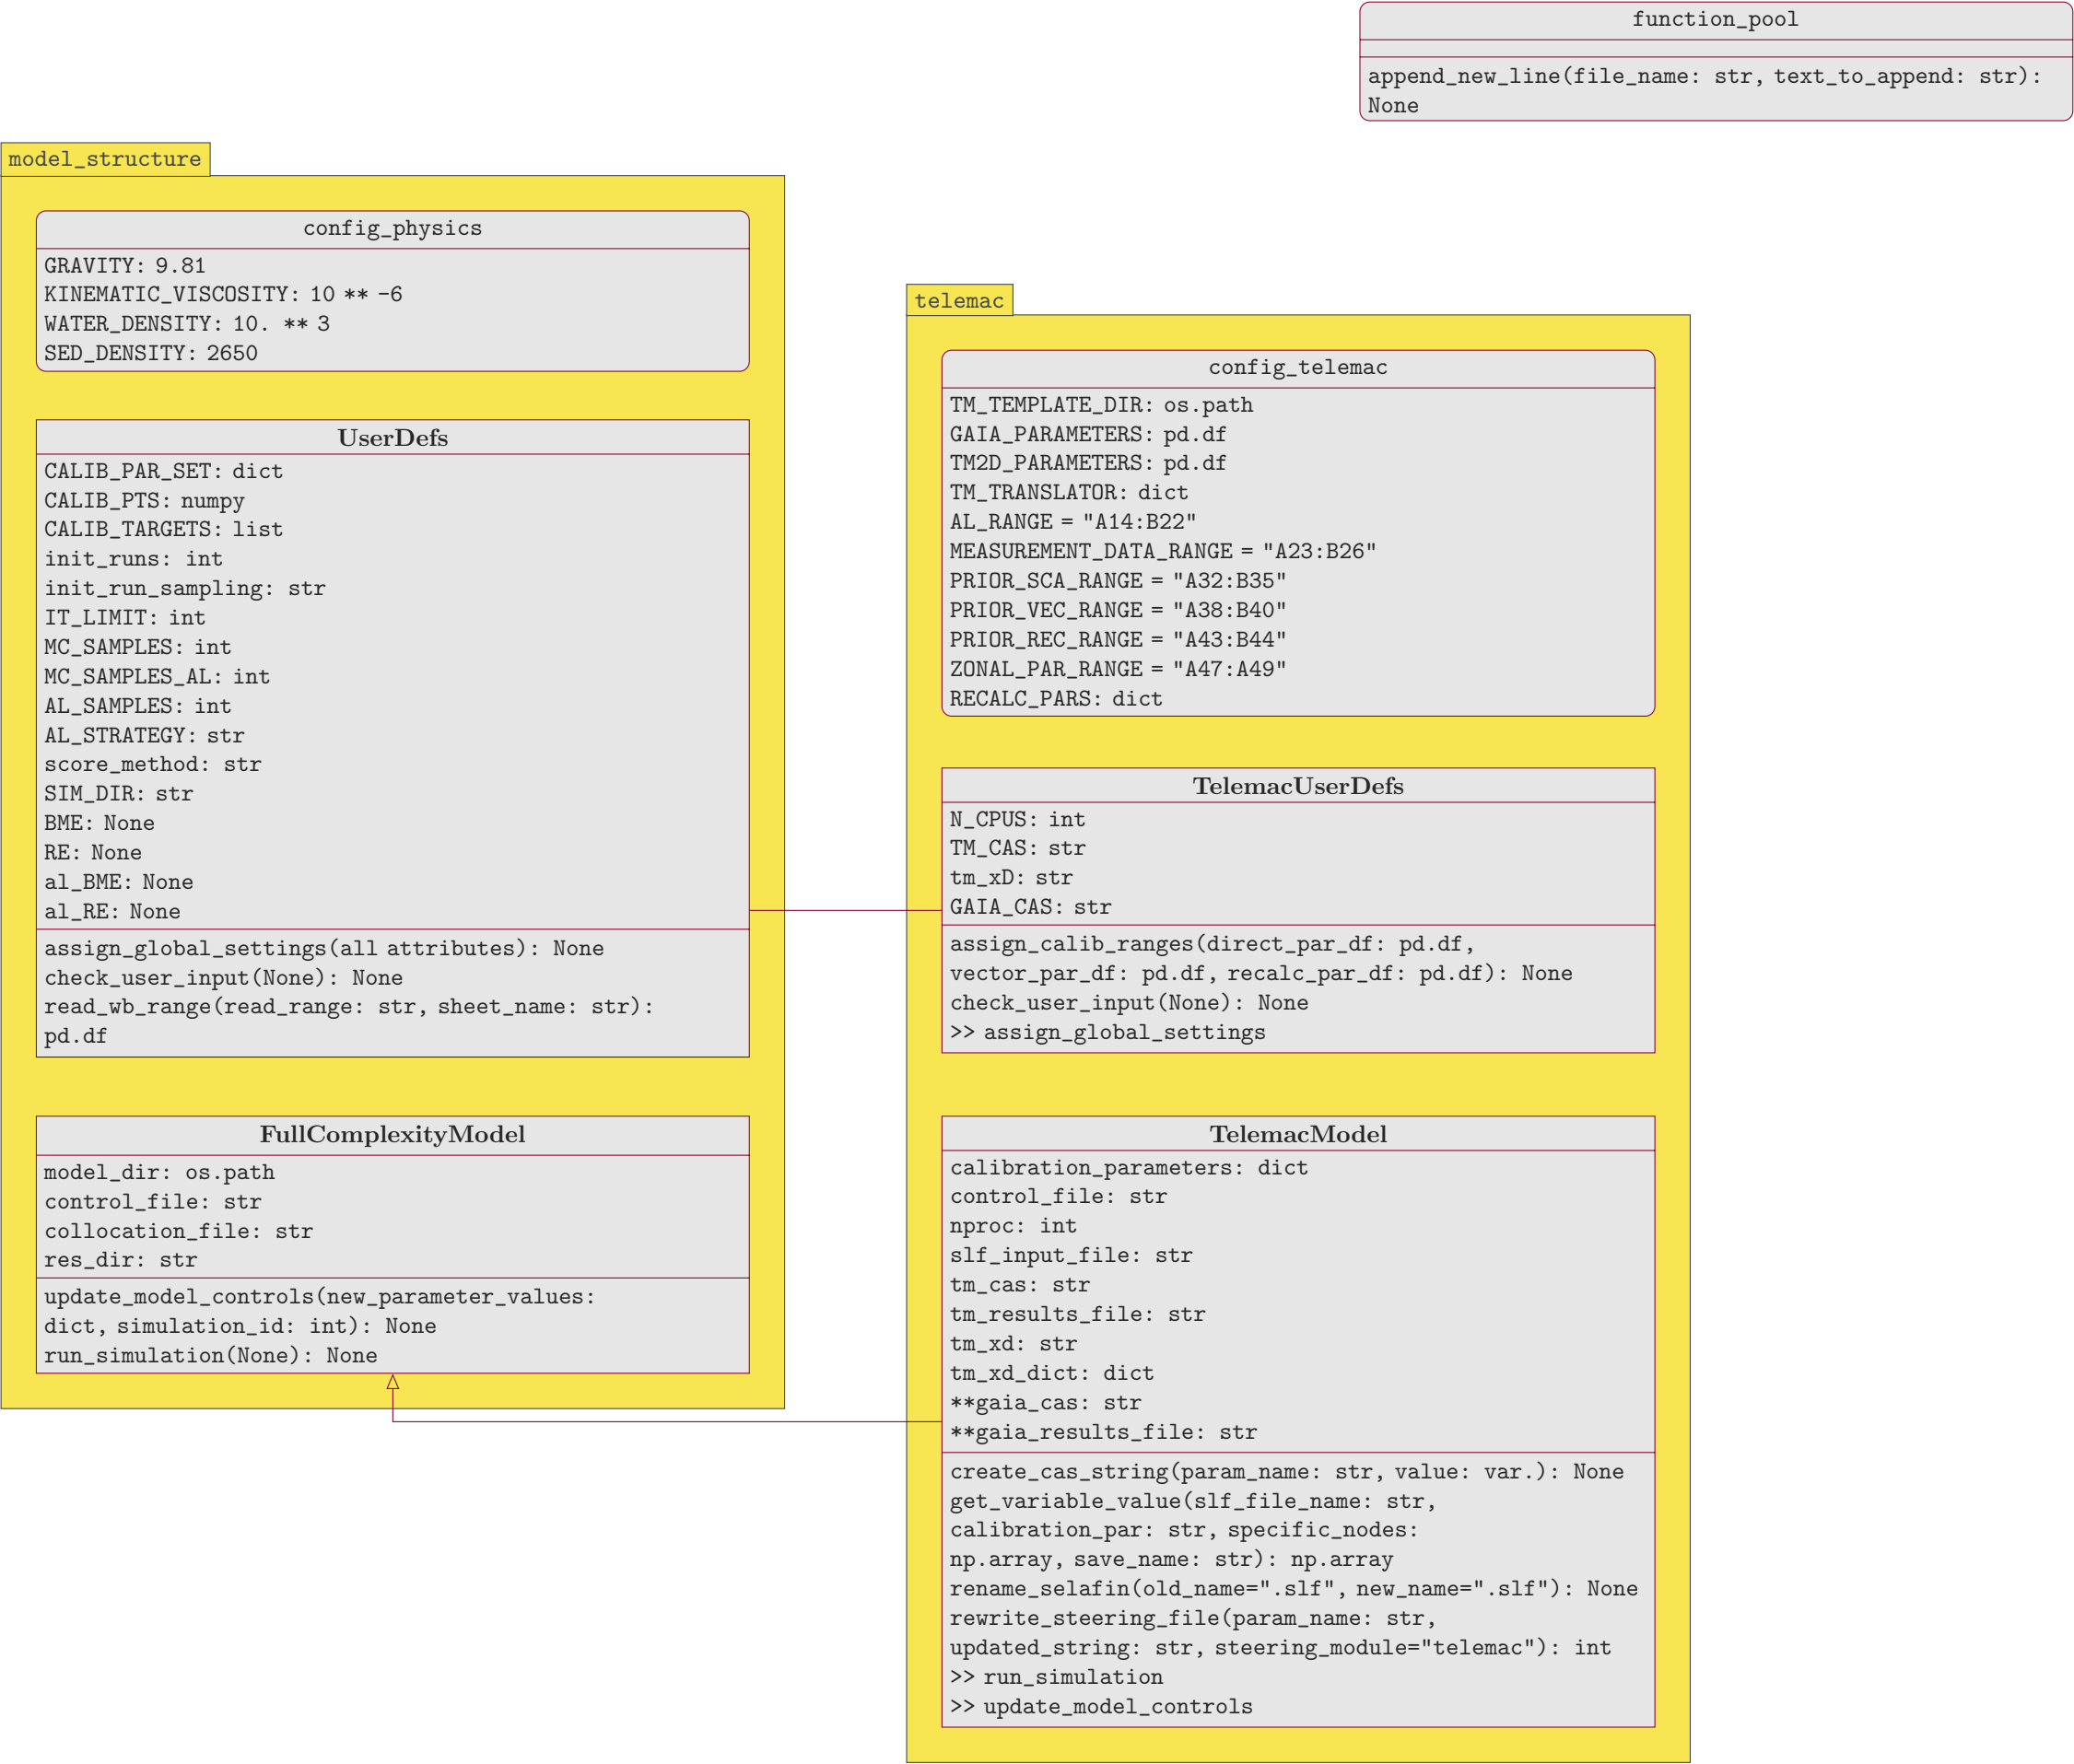 function_pool
append_new_line(file_name: str, text_to_append: str):
None
model_structure
config_physics
GRAVITY: 9.81
KINEMATIC_VISCOSITY: 10 ** -6
WATER_DENSITY: 10. ** 3
SED_DENSITY: 2650
UserDefs
CALIB_PAR_SET: dict
CALIB_PTS: numpy
CALIB_TARGETS: list
init_runs: int
init_run_sampling: str
IT_LIMIT: int
MC_SAMPLES: int
MC_SAMPLES_AL: int
AL_SAMPLES: int
AL_STRATEGY: str
score_method: str
SIM_DIR: str
BME: None
RE: None
al_BME: None
al_RE: None
assign_global_settings(all attributes): None
check_user_input(None): None
read_wb_range(read_range: str, sheet_name: str):
pd.df
FullComplexityModel
model_dir: os.path
control_file: str
collocation_file: str
res_dir: str
update_model_controls(new_parameter_values:
dict, simulation_id: int): None
run_simulation(None): None
telemac
config_telemac
TM_TEMPLATE_DIR: os.path
GAIA_PARAMETERS: pd.df
TM2D_PARAMETERS: pd.df
TM_TRANSLATOR: dict
AL_RANGE = "A14:B22"
MEASUREMENT_DATA_RANGE = "A23:B26"
PRIOR_SCA_RANGE = "A32:B35"
PRIOR_VEC_RANGE = "A38:B40"
PRIOR_REC_RANGE = "A43:B44"
ZONAL_PAR_RANGE = "A47:A49"
RECALC_PARS: dict
TelemacUserDefs
N_CPUS: int
TM_CAS: str
tm_xD: str
GAIA_CAS: str
assign_calib_ranges(direct_par_df: pd.df,
vector_par_df: pd.df, recalc_par_df: pd.df): None
check_user_input(None): None
>> assign_global_settings
TelemacModel
calibration_parameters: dict
control_file: str
nproc: int
slf_input_file: str
tm_cas: str
tm_results_file: str
tm_xd: str
tm_xd_dict: dict
**gaia_cas: str
**gaia_results_file: str
create_cas_string(param_name: str, value: var.): None
get_variable_value(slf_file_name: str,
calibration_par: str, specific_nodes:
np.array, save_name: str): np.array
rename_selafin(old_name=".slf", new_name=".slf"): None
rewrite_steering_file(param_name: str,
updated_string: str, steering_module="telemac"): int
>> run_simulation
>> update_model_controls